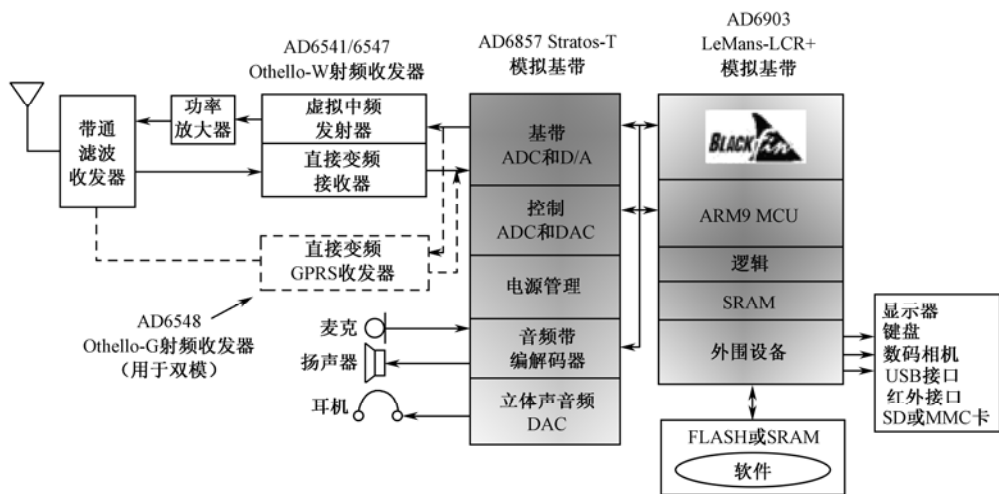 AD6541/6547
Othello-W射频收发器
AD6857 Stratos-T
模拟基带
AD6903
LeMans-LCR+
模拟基带
带通
滤波
收发器
功率
放大器
虚拟中频
发射器
直接变频
接收器
直接变频
GPRS收发器
AD6548
Othello-G射频收发器
(用于双模)
麦克
扬声器
耳机
基带
ADC和D/A
控制
ADC和DAC
电源管理
音频带
编解码器
立体声音频
DAC
BLACKfin
ARM9 MCU
逻辑
SRAM
外围设备
FLASH或SRAM
软件
显示器
键盘
数码相机
USB接口
红外接口
SD或MMC卡